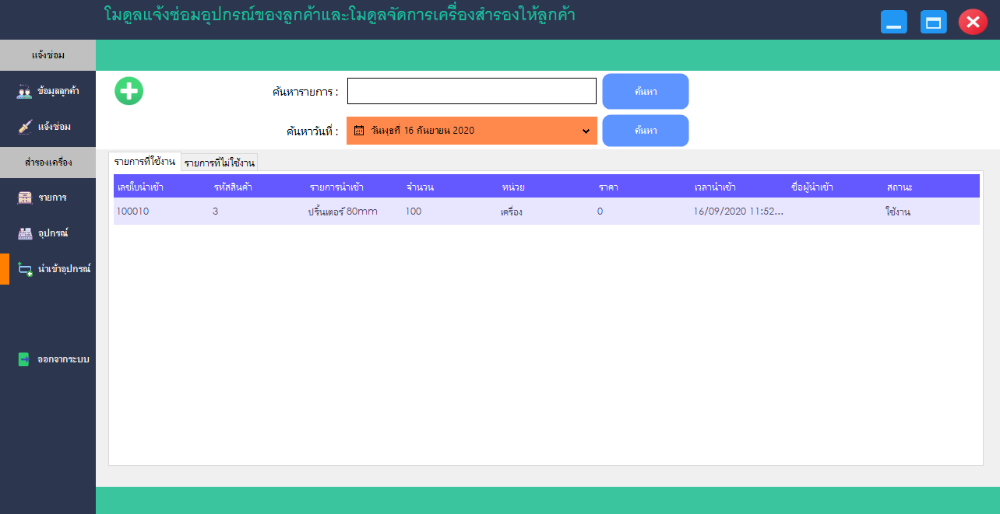 โมดูลแจ้งซ่อมอุปกรณ์ของลูกค้าและโมดูลจัดการเครื่องสำรองให้ลูกค้า
แจ้งซ่อม
ข้อมูลลูกค้า
แจ้งซ่อม
สำรองเครื่อง
รายการ
อุปกรณ์
นำเข้าอุปกรณ์
ออกจากระบบ
ค้นหารายการ : ค้นหา
ค้นหาวันที่ : วันพุธที่ 16 กันยายน 2020 ค้นหา
รายการที่ใช้งาน รายการที่ไม่ใช้งาน
เลขใบนำเข้า รหัสสินค้า รายการนำเข้า จำนวน หน่วย ราคา เวลานำเข้า ชื่อผู้นำเข้า สถานะ
100010 3 ปริ้นเตอร์ 80mm 100 เครื่อง 0 16/09/2020 11:52... ใช้งาน